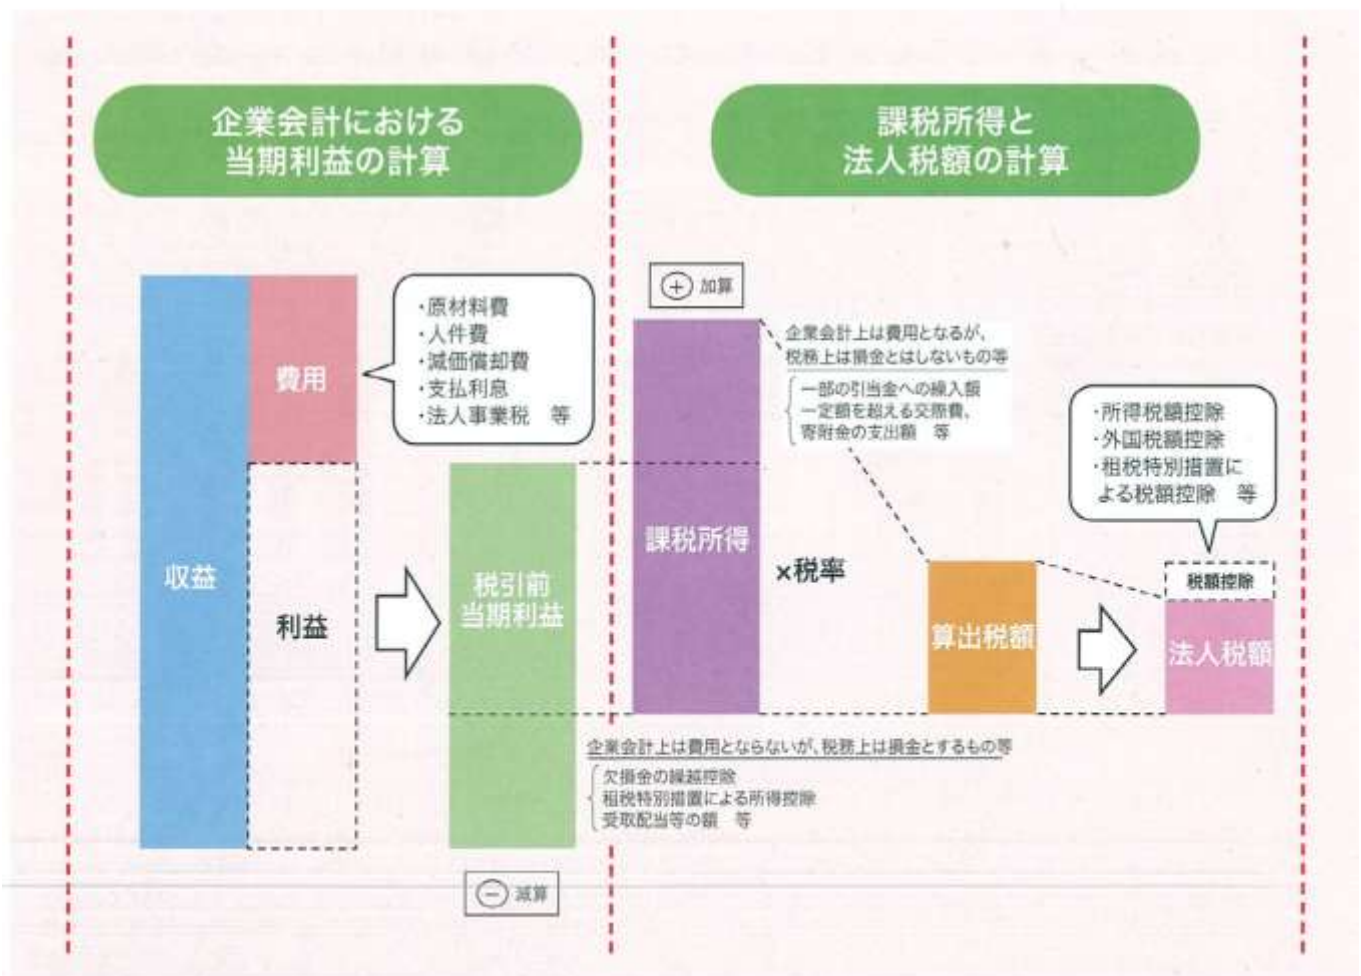 企業会計における
当期利益の計算
課税所得と
法人税額の計算
収益
費用
・原材料費
・人件費
・減価償却費
・支払利息
・法人事業税　等
利益
税引前
当期利益
− 減算
+ 加算
企業会計上は費用となるが、
税務上は損金とはしないもの等
一部の引当金への繰入額
一定額を超える交際費、
寄附金の支出額　等
課税所得
×税率
企業会計上は費用とならないが、税務上は損金とするもの等
欠損金の繰越控除
租税特別措置による所得控除
受取配当等の額　等
算出税額
・所得税額控除
・外国税額控除
・租税特別措置に
よる税額控除　等
税額控除
法人税額